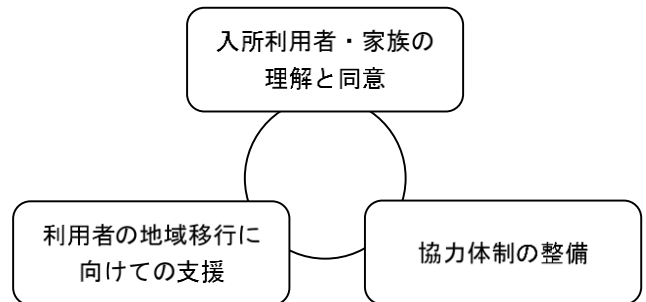 入所利用者・家族の
理解と同意
利用者の地域移行に
向けての支援
協力体制の整備